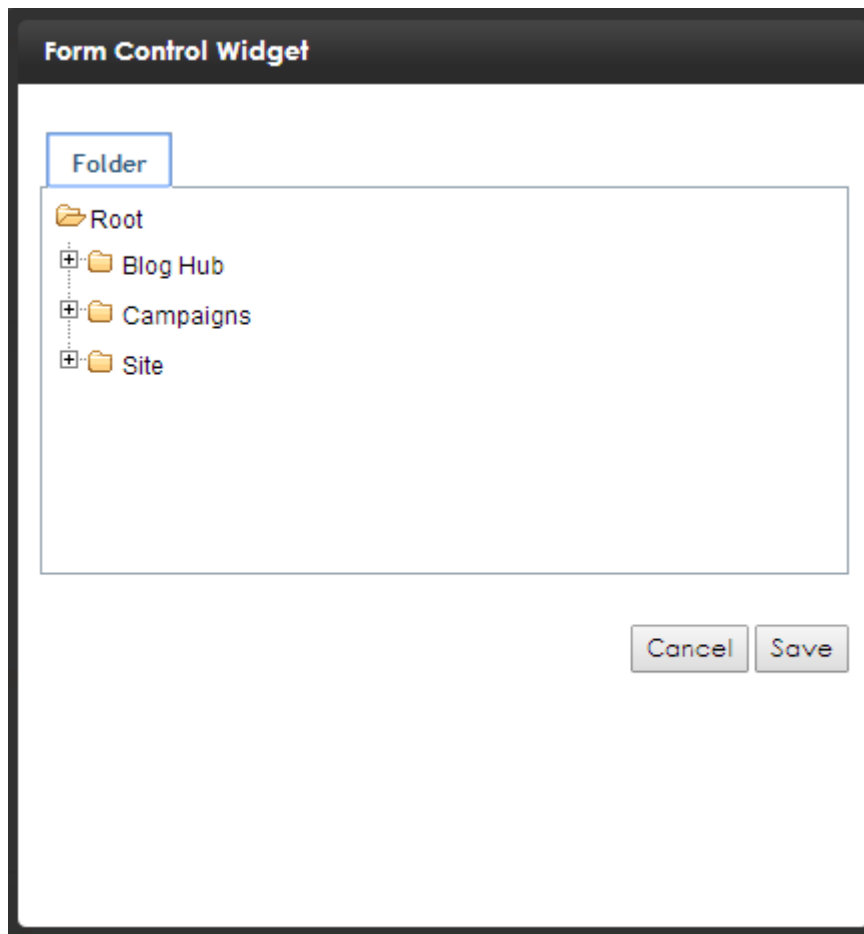 Form Control Widget
Folder
Root
Blog Hub
Campaigns
Site
Cancel Save